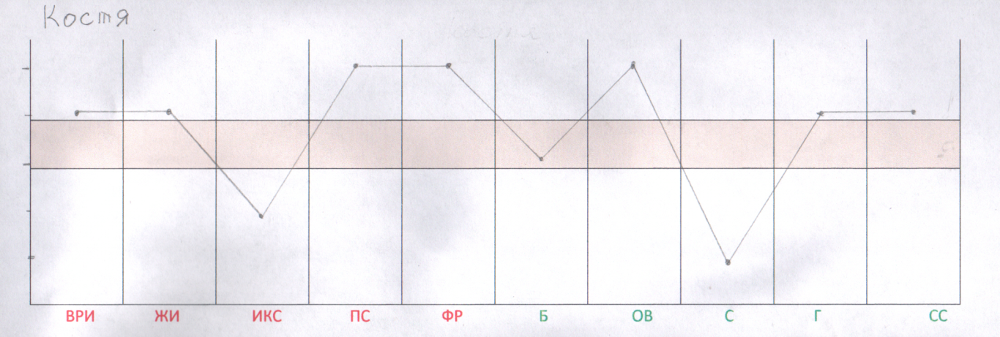 Костя
ВРИ ЖИ ИКС ПС ФР Б ОВ С Г СС